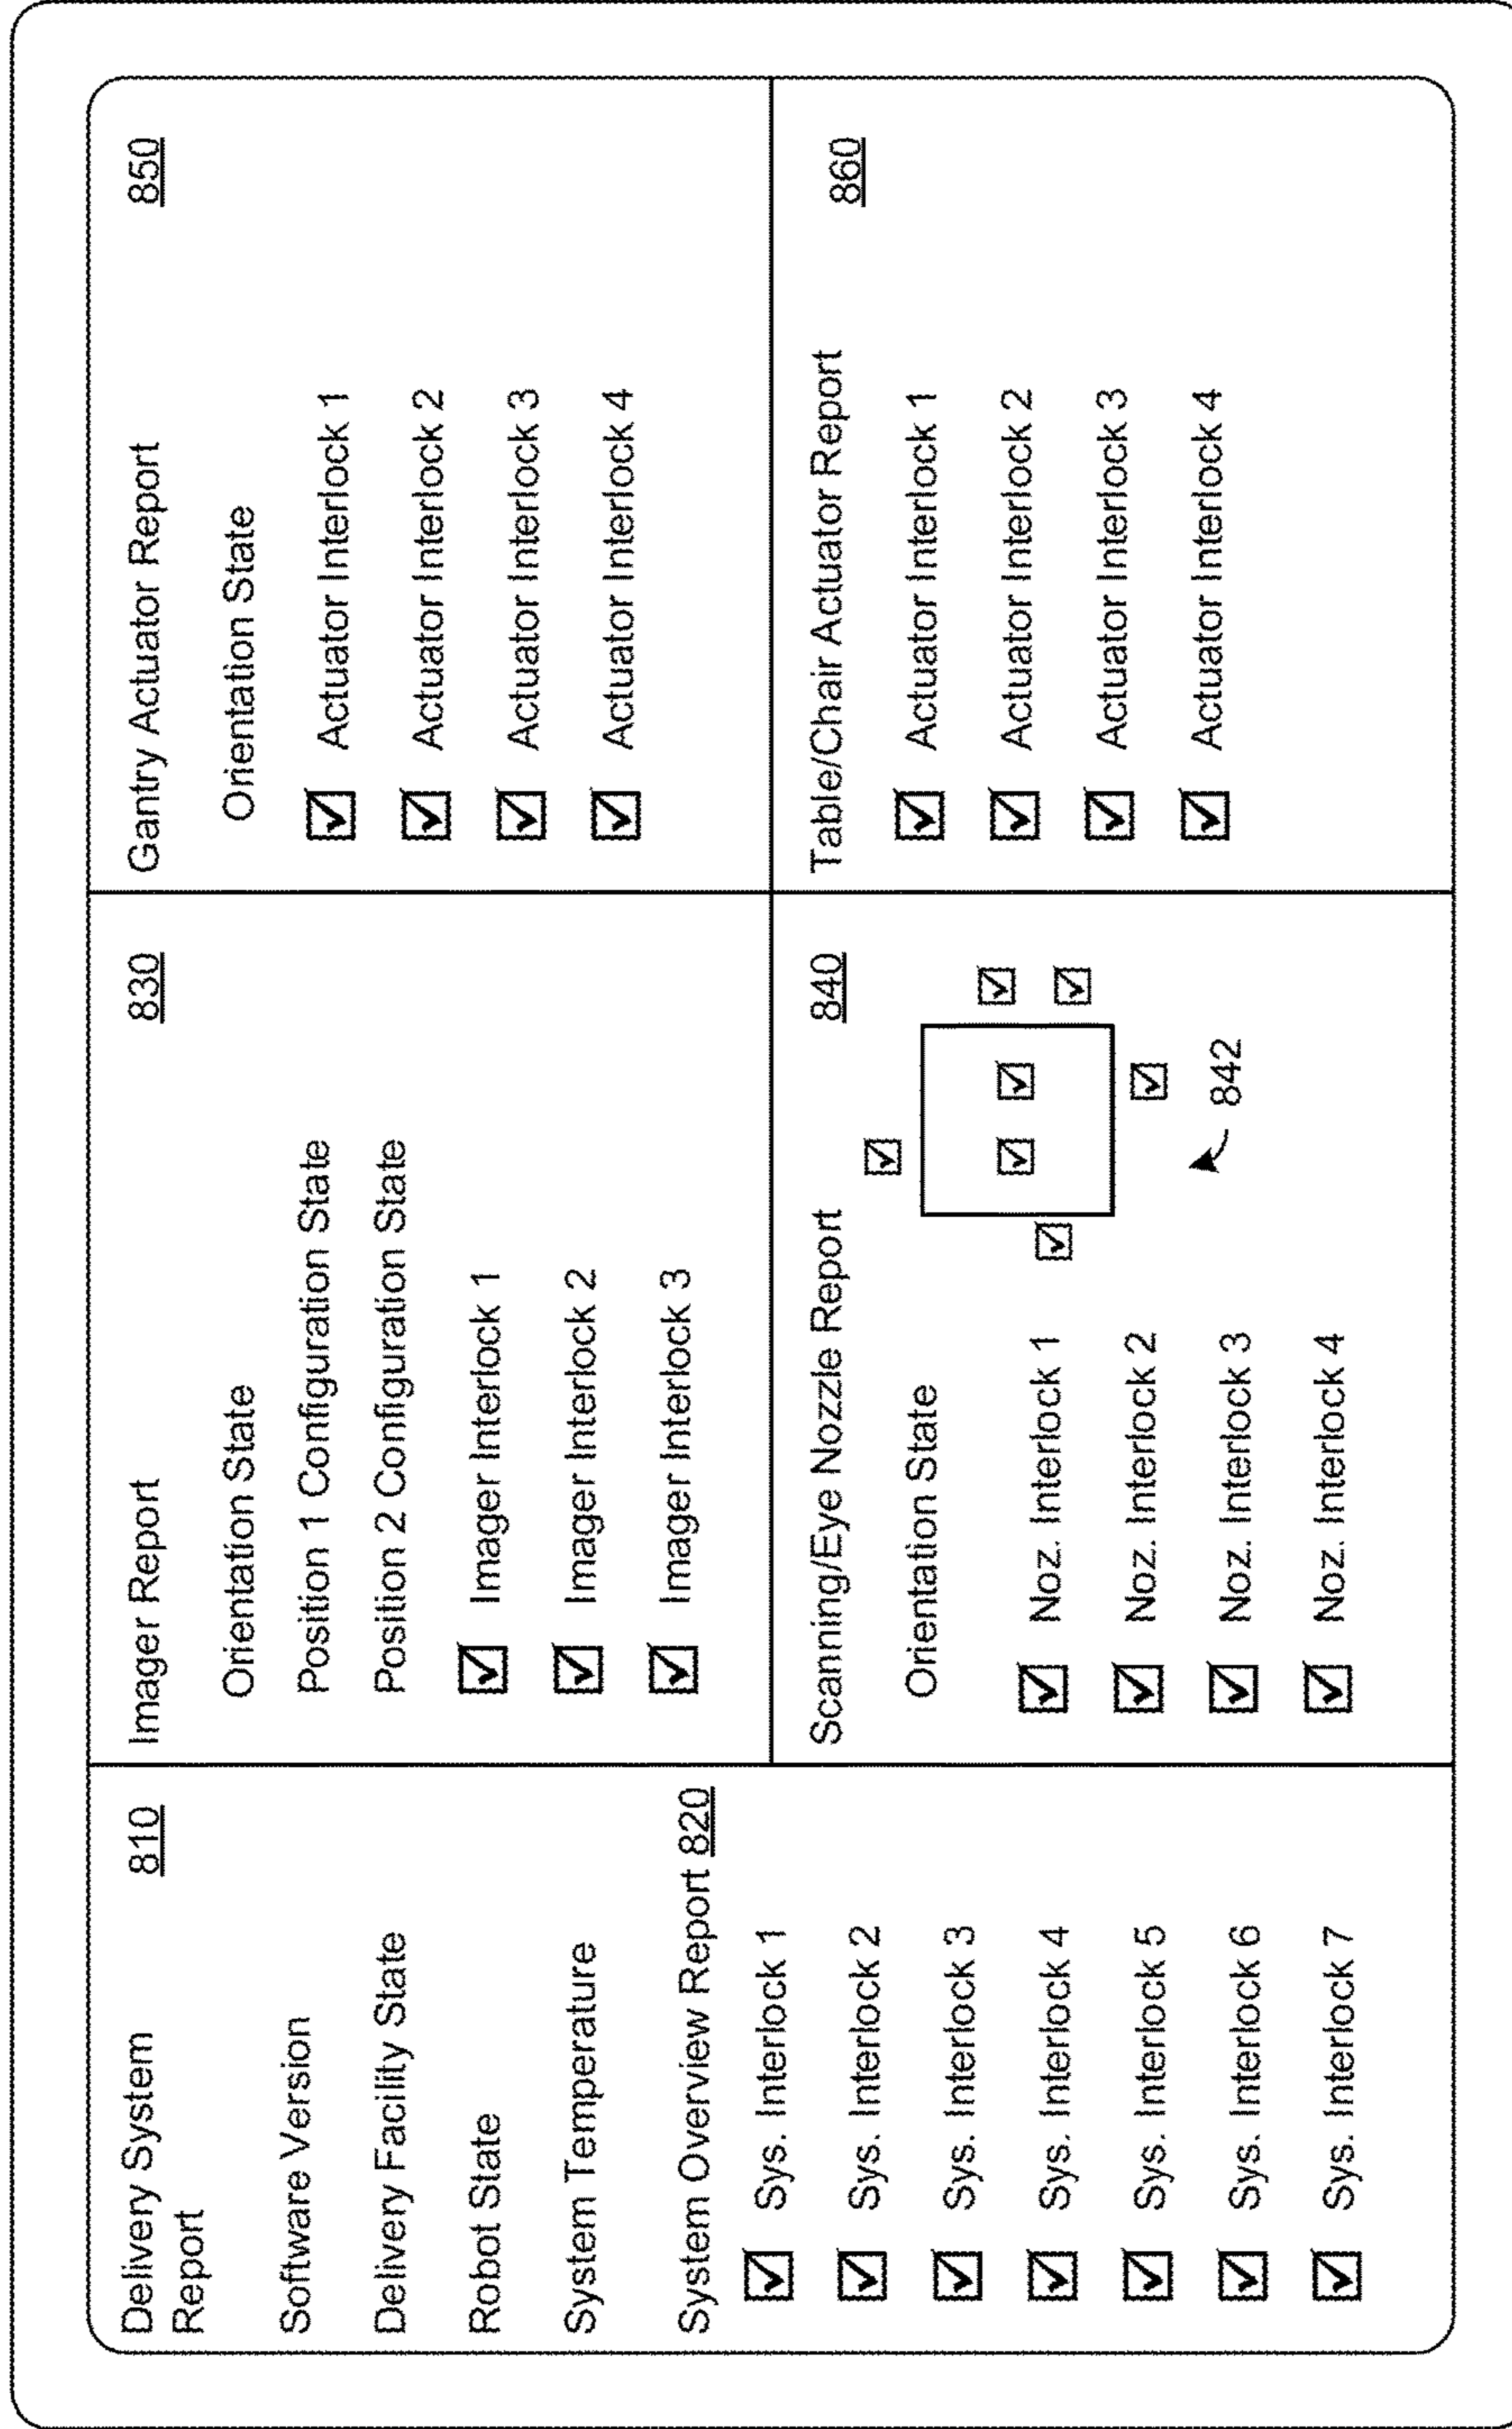 Delivery System
Report
810
Software Version
Delivery Facility State
Robot State
System Temperature
System Overview Report 820
Sys. Interlock 1
Sys. Interlock 2
Sys. Interlock 3
Sys. Interlock 4
Sys. Interlock 5
Sys. Interlock 6
Sys. Interlock 7
Imager Report 830
Orientation State
Position 1 Configuration State
Position 2 Configuration State
Imager Interlock 1
Imager Interlock 2
Imager Interlock 3
Scanning/Eye Nozzle Report 840
Orientation State
Noz. Interlock 1
Noz. Interlock 2
Noz. Interlock 3
Noz. Interlock 4
842
Gantry Actuator Report 850
Orientation State
Actuator Interlock 1
Actuator Interlock 2
Actuator Interlock 3
Actuator Interlock 4
Table/Chair Actuator Report 860
Actuator Interlock 1
Actuator Interlock 2
Actuator Interlock 3
Actuator Interlock 4